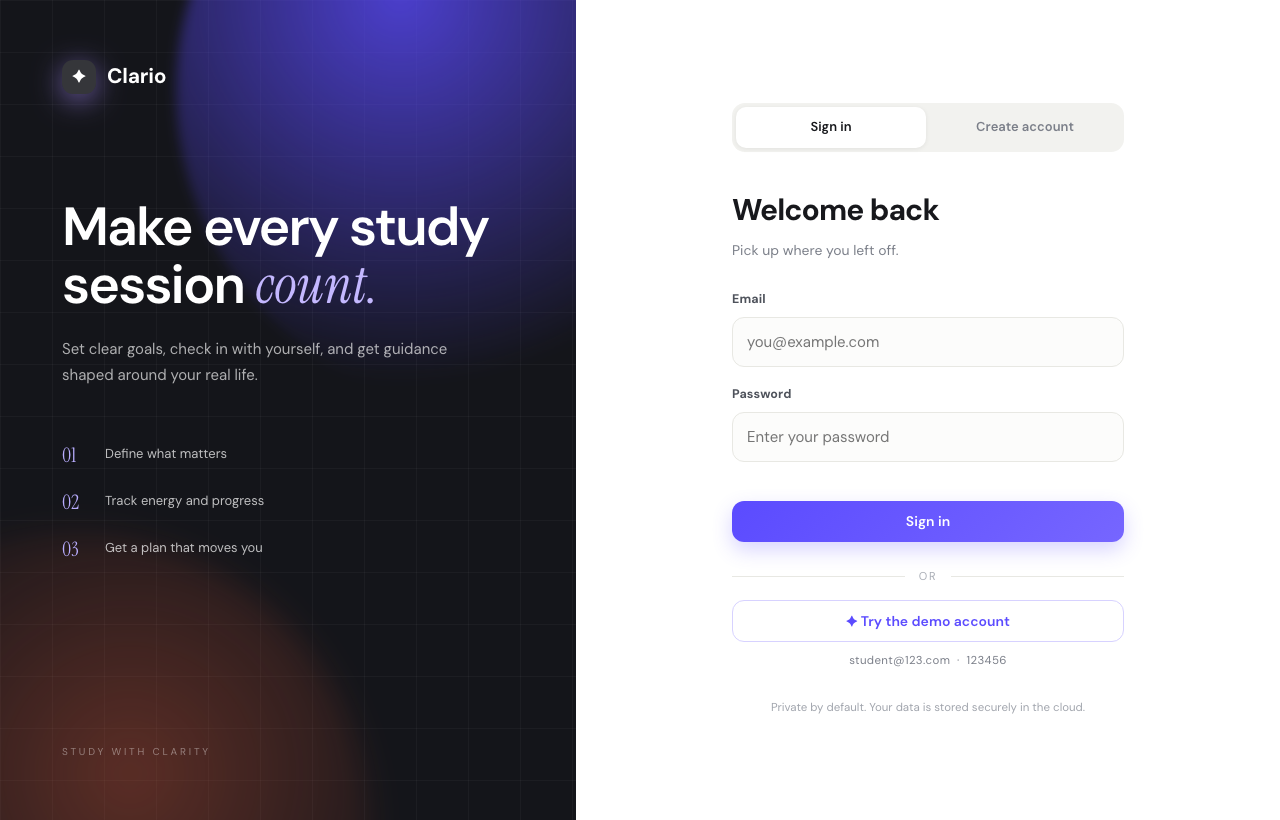 ✦ Clario
Make every study
session count.
Set clear goals, check in with yourself, and get guidance
shaped around your real life.
01 Define what matters
02 Track energy and progress
03 Get a plan that moves you
STUDY WITH CLARITY
Sign in Create account
Welcome back
Pick up where you left off.
Email
you@example.com
Password
Enter your password
Sign in
OR
✦ Try the demo account
student@123.com · 123456
Private by default. Your data is stored securely in the cloud.